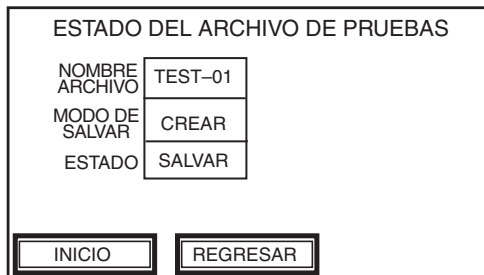 ESTADO DEL ARCHIVO DE PRUEBAS
NOMBRE
ARCHIVO
TEST–01
MODO DE
SALVAR
CREAR
ESTADO
SALVAR
INICIO
REGRESAR